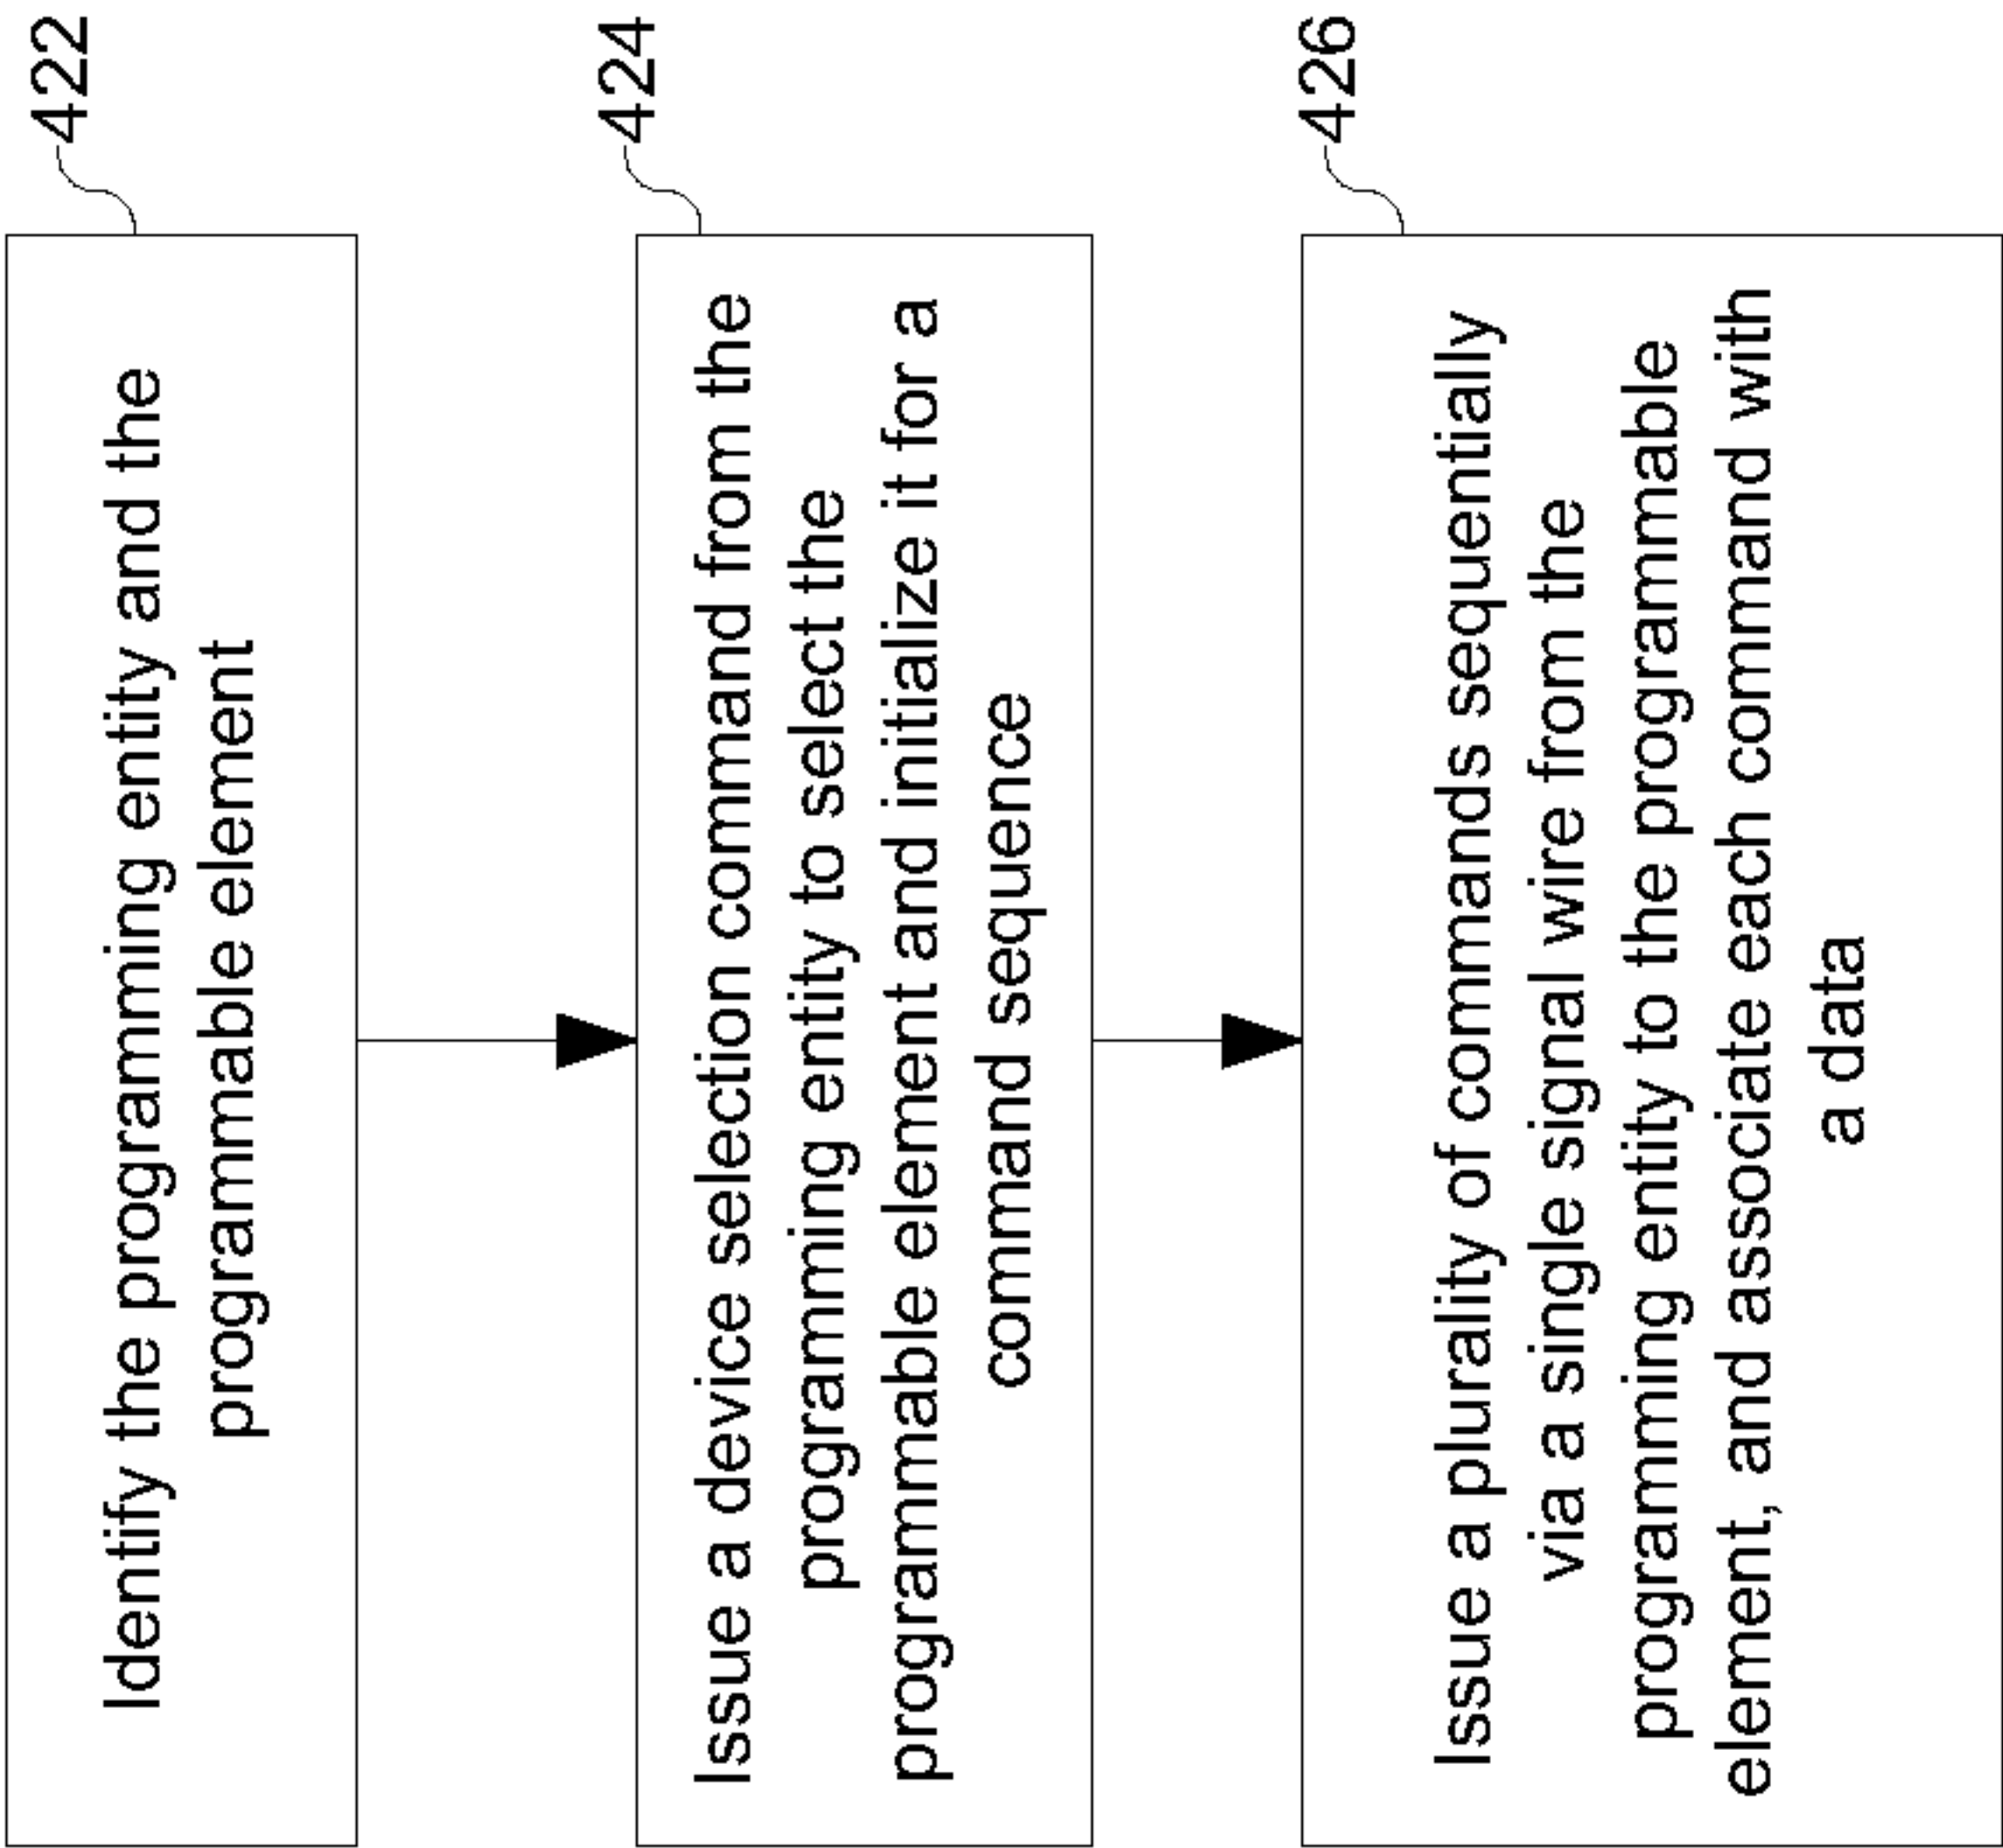 422
Identify the programming entity and the
programmable element
424
Issue a device selection command from the
programming entity to select the
programmable element and initialize it for a
command sequence
426
Issue a plurality of commands sequentially
via a single signal wire from the
programming entity to the programmable
element, and associate each command with
a data